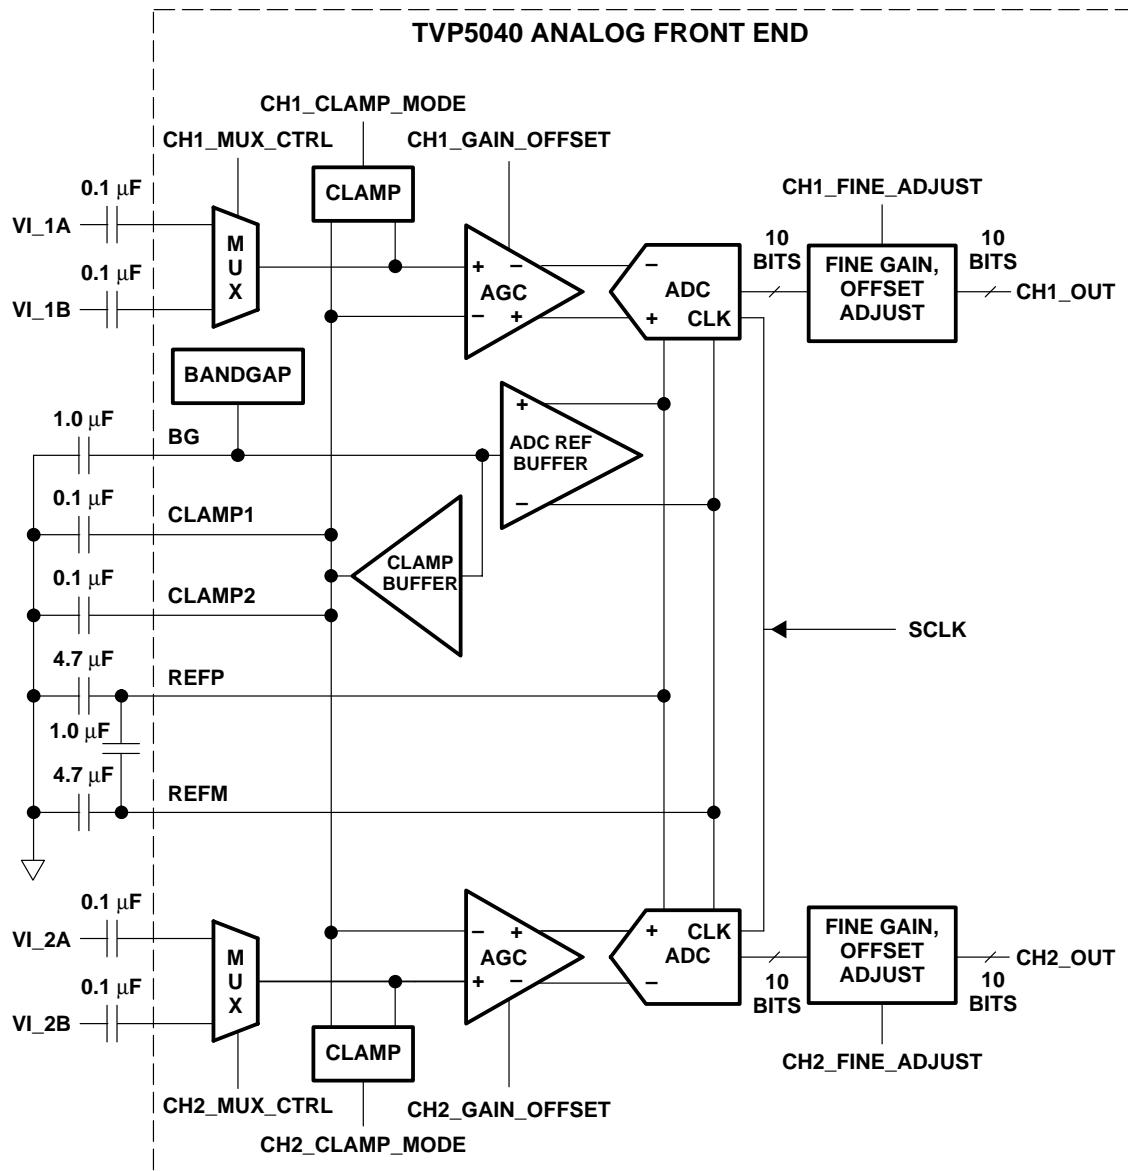 TVP5040 ANALOG FRONT END
CH1_CLAMP_MODE
CH1_MUX_CTRL
CH1_GAIN_OFFSET
0.1 μF
CLAMP
CH1_FINE_ADJUST
VI_1A
MUX
10 BITS
10 BITS
0.1 μF
+ −
AGC
− +
−
ADC
+ CLK
FINE GAIN,
OFFSET
ADJUST
CH1_OUT
VI_1B
BANDGAP
1.0 μF
BG
+
ADC REF
BUFFER
−
0.1 μF
CLAMP1
CLAMP
BUFFER
0.1 μF
CLAMP2
SCLK
4.7 μF
REFP
1.0 μF
4.7 μF
REFM
0.1 μF
VI_2A
MUX
− +
AGC
+ −
+ CLK
ADC
−
FINE GAIN,
OFFSET
ADJUST
CH2_OUT
0.1 μF
10
BITS
10
BITS
VI_2B
CLAMP
CH2_FINE_ADJUST
CH2_MUX_CTRL
CH2_GAIN_OFFSET
CH2_CLAMP_MODE